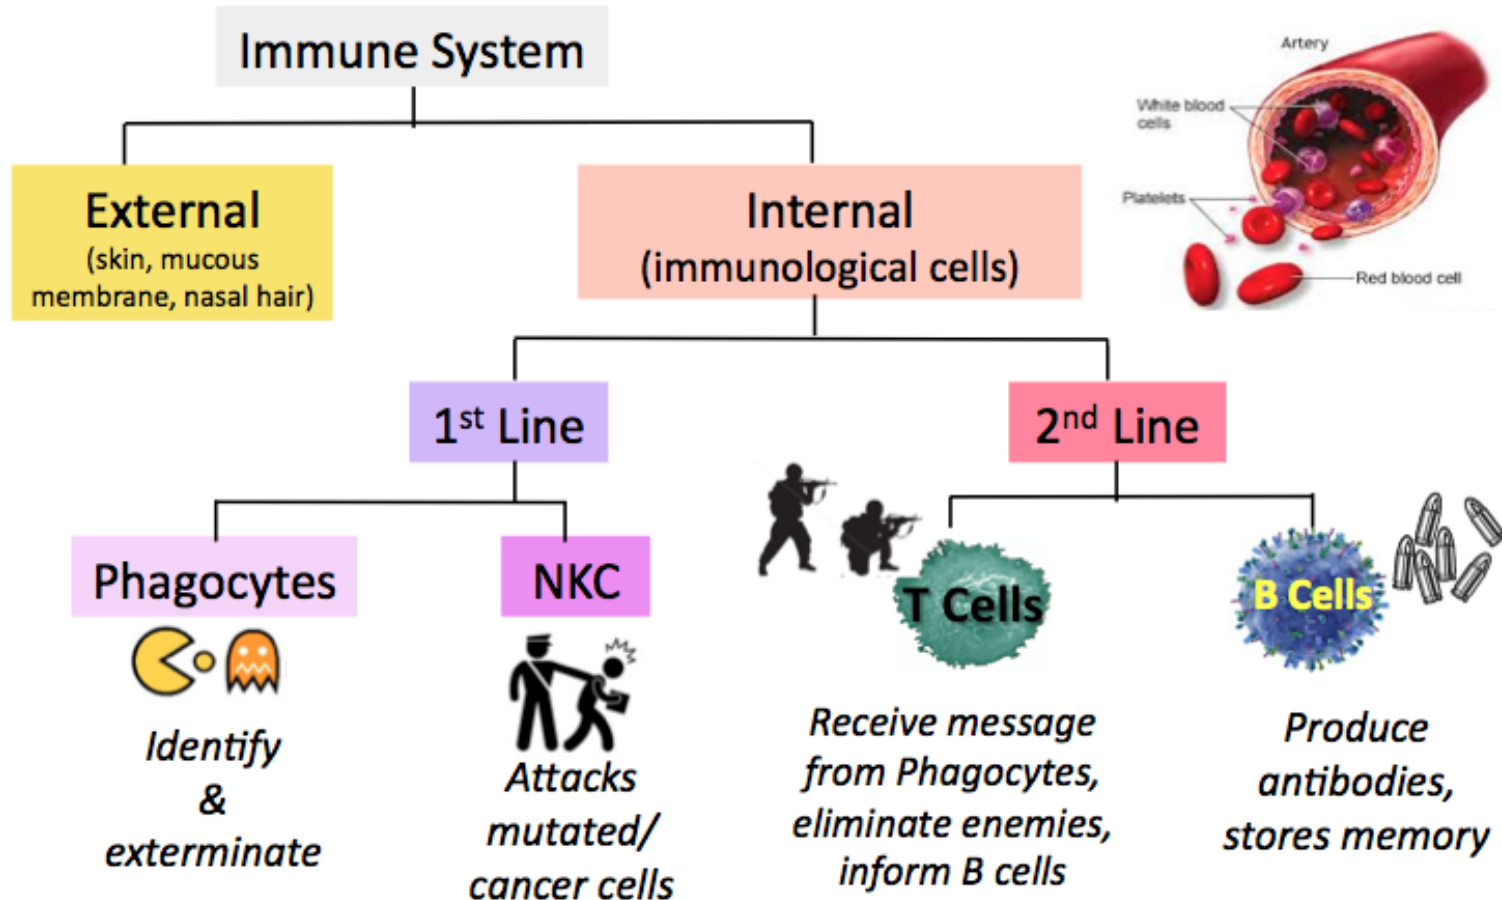 Immune System
External
(skin, mucous
membrane, nasal hair)
Internal
(immunological cells)
Artery
White blood
cells
Platelets
Red blood cell
1st Line
2nd Line
Phagocytes
NKC
T Cells
B Cells
Identify
&
exterminate
Attacks
mutated/
cancer cells
Receive message
from Phagocytes,
eliminate enemies,
inform B cells
Produce
antibodies,
stores memory